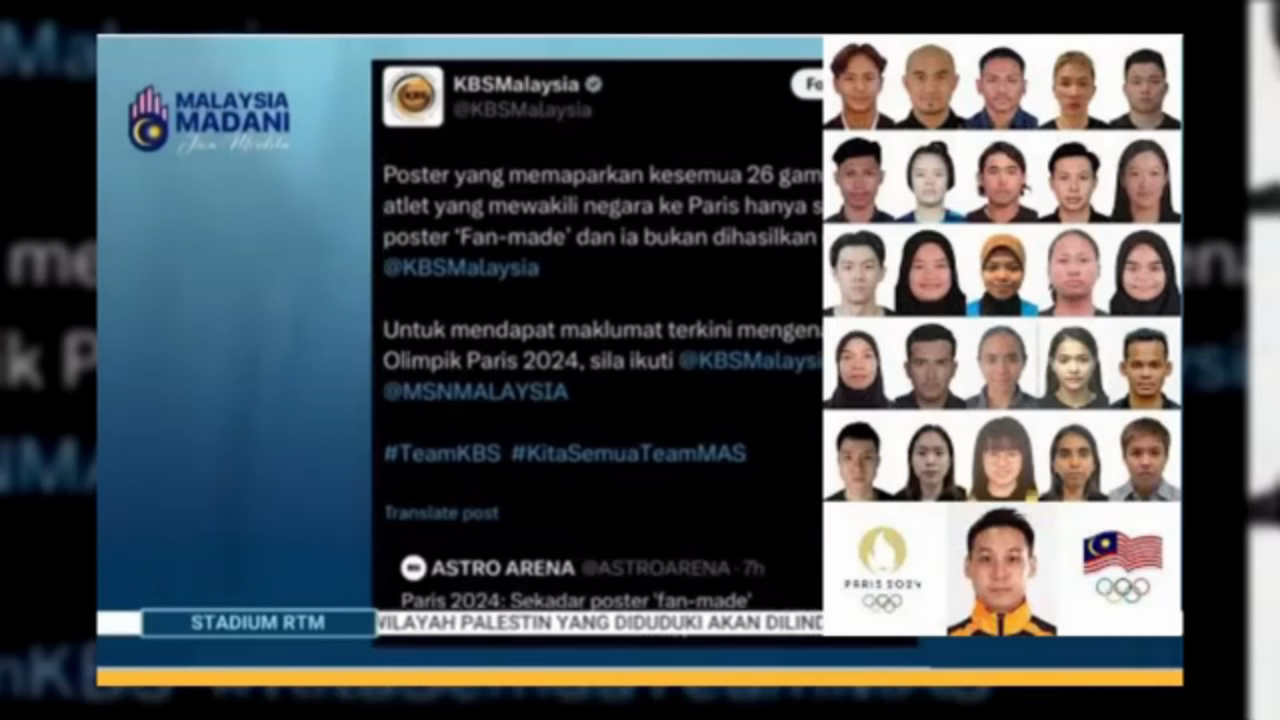 MALAYSIA
MADANI
KBSMalaysia
@KBSMalaysia
Poster yang memaparkan kesemua 26 gam
atlet yang mewakili negara ke Paris hanya s
poster 'Fan-made' dan ia bukan dihasilkan
@KBSMalaysia
Untuk mendapat maklumat terkini mengena
Olimpik Paris 2024, sila ikuti @KBSMalaysi
@MSNMALAYSIA
#TeamKBS #KitaSemuaTeamMAS
Translate post
ASTRO ARENA @ASTROARENA · 7h
Paris 2024: Sekadar poster 'fan-made'
PARIS 2024
STADIUM RTM
WILAYAH PALESTIN YANG DIDUDUKI AKAN DILIND